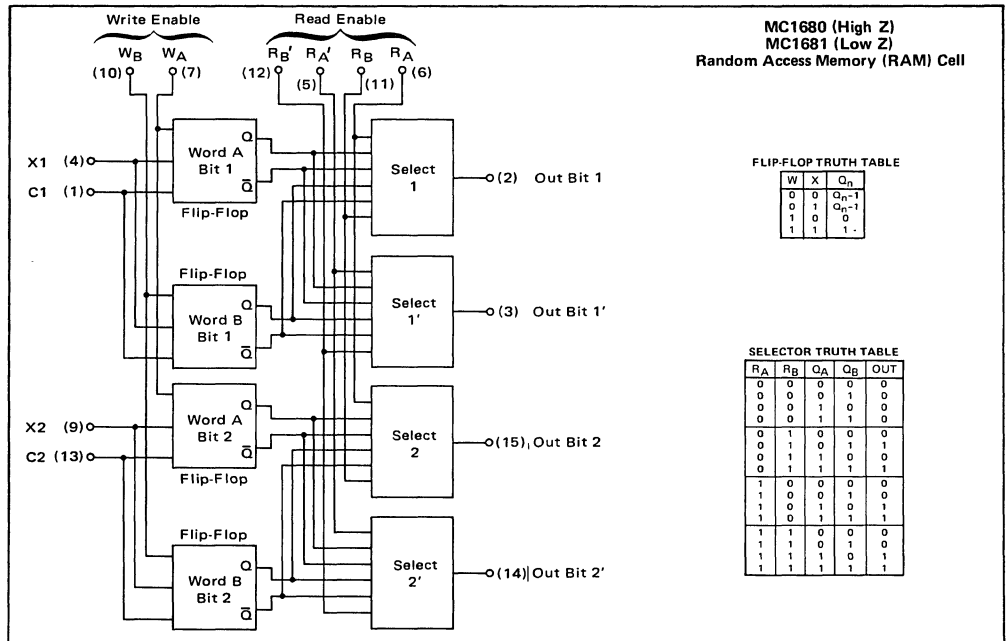 Write Enable
Read Enable
WB WA
(10) (7)
RB' RA' RB RA
(12) (5) (11) (6)
MC1680 (High Z)
MC1681 (Low Z)
Random Access Memory (RAM) Cell
X1 (4)
C1 (1)
Q
Word A
Bit 1
Q̅
Flip-Flop
Select
1
(2) Out Bit 1
FLIP-FLOP TRUTH TABLE
W X Qn
0 0 Qn-1
0 1 Qn-1
1 0 0
1 1 1
Flip-Flop
Q
Word B
Bit 1
Q̅
Select
1'
(3) Out Bit 1'
X2 (9)
C2 (13)
Q
Word A
Bit 2
Q̅
Flip-Flop
Select
2
(15) Out Bit 2
Flip-Flop
Q
Word B
Bit 2
Q̅
Select
2'
(14) Out Bit 2'
SELECTOR TRUTH TABLE
RA RB QA QB OUT
0 0 0 0 0
0 0 0 1 0
0 0 1 0 0
0 0 1 1 0
0 1 0 0 0
0 1 0 1 1
0 1 1 0 0
0 1 1 1 1
1 0 0 0 0
1 0 0 1 0
1 0 1 0 1
1 0 1 1 1
1 1 0 0 0
1 1 0 1
1 1 1 0 1
1 1 1 1 1